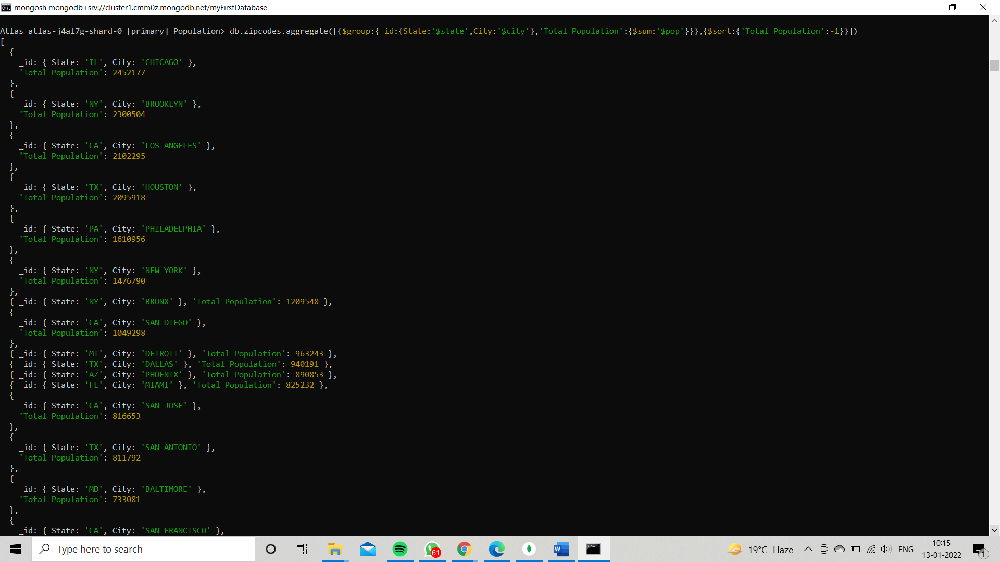 mongosh mongodb+srv://cluster1.cmm0z.mongodb.net/myFirstDatabase
Atlas atlas-j4al7g-shard-0 [primary] Population> db.zipcodes.aggregate([{$group:{_id:{State:'$state',City:'$city'},'Total Population':{$sum:'$pop'}}},{$sort:{'Total Population':-1}}])
[
  {
    _id: { State: 'IL', City: 'CHICAGO' },
    'Total Population': 2452177
  },
  {
    _id: { State: 'NY', City: 'BROOKLYN' },
    'Total Population': 2300504
  },
  {
    _id: { State: 'CA', City: 'LOS ANGELES' },
    'Total Population': 2102295
  },
  {
    _id: { State: 'TX', City: 'HOUSTON' },
    'Total Population': 2095918
  },
  {
    _id: { State: 'PA', City: 'PHILADELPHIA' },
    'Total Population': 1610956
  },
  {
    _id: { State: 'NY', City: 'NEW YORK' },
    'Total Population': 1476790
  },
  { _id: { State: 'NY', City: 'BRONX' }, 'Total Population': 1209548 },
  {
    _id: { State: 'CA', City: 'SAN DIEGO' },
    'Total Population': 1049298
  },
  { _id: { State: 'MI', City: 'DETROIT' }, 'Total Population': 963243 },
  { _id: { State: 'TX', City: 'DALLAS' }, 'Total Population': 940191 },
  { _id: { State: 'AZ', City: 'PHOENIX' }, 'Total Population': 890853 },
  { _id: { State: 'FL', City: 'MIAMI' }, 'Total Population': 825232 },
  {
    _id: { State: 'CA', City: 'SAN JOSE' },
    'Total Population': 816653
  },
  {
    _id: { State: 'TX', City: 'SAN ANTONIO' },
    'Total Population': 811792
  },
  {
    _id: { State: 'MD', City: 'BALTIMORE' },
    'Total Population': 733081
  },
  {
    _id: { State: 'CA', City: 'SAN FRANCISCO' },
Type here to search
61
19°C Haze
ENG
10:15
13-01-2022
1